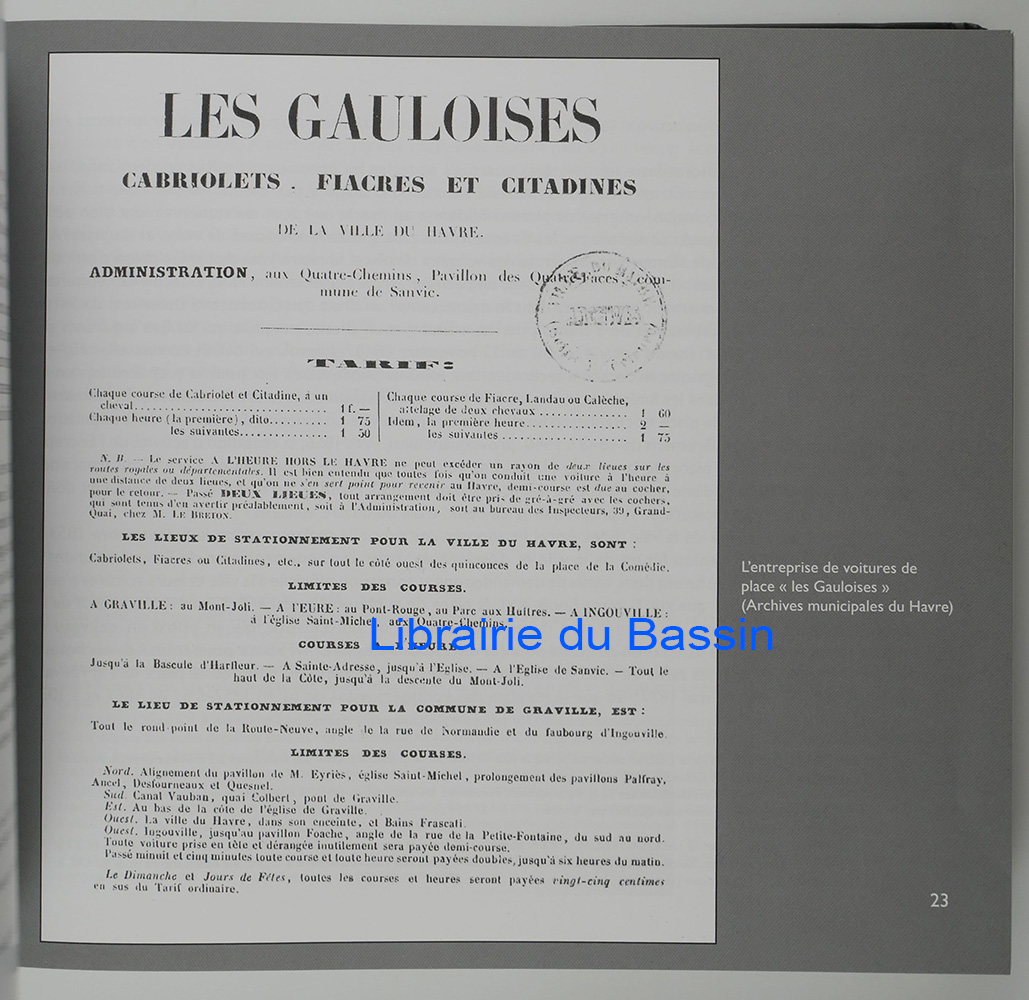 LES GAULOISES
CABRIOLETS. FIACRES ET CITADINES
DE LA VILLE DU HAVRE.
ADMINISTRATION, aux Quatre-Chemins, Pavillon des Quatre-Faces, com-
mune de Sanvic.
TARIF:
Chaque course de Cabriolet et Citadine, à un
cheval.............................. 1 f. —
Chaque heure (la première), dito.......... 1 75
les suivantes.............. 1 50
Chaque course de Fiacre, Landau ou Calèche,
attelage de deux chevaux .............. 1 60
Idem, la première heure................ 2 —
les suivantes .................... 1 75
N. B. — Le service A L'HEURE HORS LE HAVRE ne peut excéder un rayon de deux lieues sur les
routes royales ou départementales. Il est bien entendu que toutes fois qu'on conduit une voiture à l'heure à
une distance de deux lieues, et qu'on ne s'en sert point pour revenir au Havre, demi-course est due au cocher,
pour le retour. — Passé DEUX LIEUES, tout arrangement doit être pris de gré-à-gré avec les cochers,
qui sont tenus d'en avertir préalablement, soit à l'Administration, soit au bureau des Inspecteurs, 39, Grand-
Quai, chez M. LE BRETON.
LES LIEUX DE STATIONNEMENT POUR LA VILLE DU HAVRE, SONT :
Cabriolets, Fiacres ou Citadines, etc., sur tout le côté ouest des quinconces de la place de la Comédie.
LIMITES DES COURSES.
A GRAVILLE : au Mont-Joli. — A l'EURE : au Pont-Rouge, au Parc aux Huîtres. — A INGOUVILLE :
à l'église Saint-Michel, aux Quatre-Chemins.
Librairie du Bassin
COURSES A L'HEURE.
Jusqu'à la Bascule d'Harfleur. — A Sainte-Adresse, jusqu'à l'Eglise. — A l'Eglise de Sanvic. — Tout le
haut de la Côte, jusqu'à la descente du Mont-Joli.
LE LIEU DE STATIONNEMENT POUR LA COMMUNE DE GRAVILLE, EST :
Tout le rond-point de la Route-Neuve, angle de la rue de Normandie et du faubourg d'Ingouville.
LIMITES DES COURSES.
Nord. Alignement du pavillon de M. Eyriès, église Saint-Michel, prolongement des pavillons Palfray,
Ancel, Desfourneaux et Quesnel.
Sud. Canal Vauban, quai Colbert, pont de Graville.
Est. Au bas de la côte de l'église de Graville.
Ouest. La ville du Havre, dans son enceinte, et Bains Frascati.
Ouest. Ingouville, jusqu'au pavillon Foache, angle de la rue de la Petite-Fontaine, du sud au nord.
Toute voiture prise en tête et dérangée inutilement sera payée demi-course.
Passé minuit et cinq minutes toute course et toute heure seront payées doubles, jusqu'à six heures du matin.
Le Dimanche et Jours de Fêtes, toutes les courses et heures seront payées vingt-cinq centimes
en sus du Tarif ordinaire.
L'entreprise de voitures de
place « les Gauloises »
(Archives municipales du Havre)
23